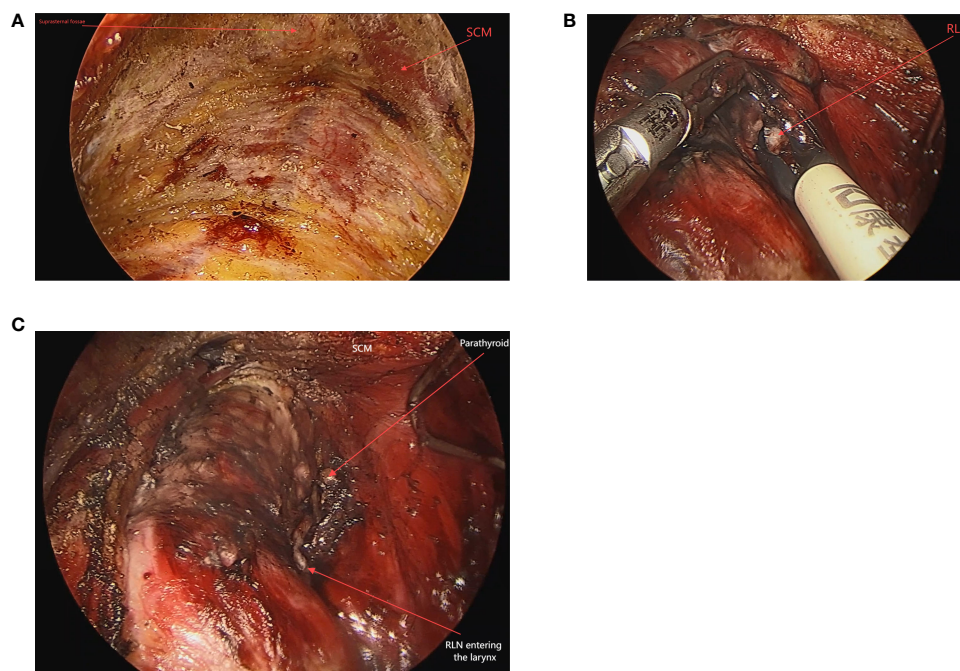 A
Suprasternal fossae
SCM
B
RL
C
SCM
Parathyroid
RLN entering
the larynx